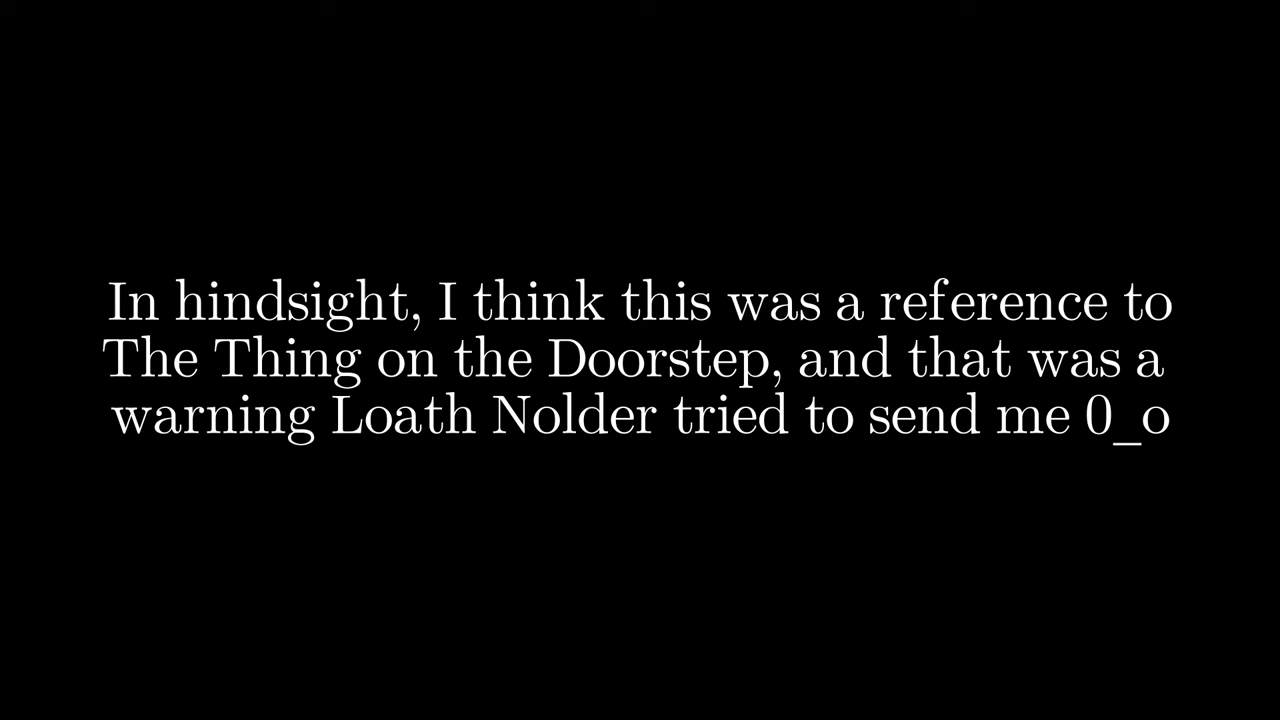 In hindsight, I think this was a reference to
The Thing on the Doorstep, and that was a
warning Loath Nolder tried to send me 0_o